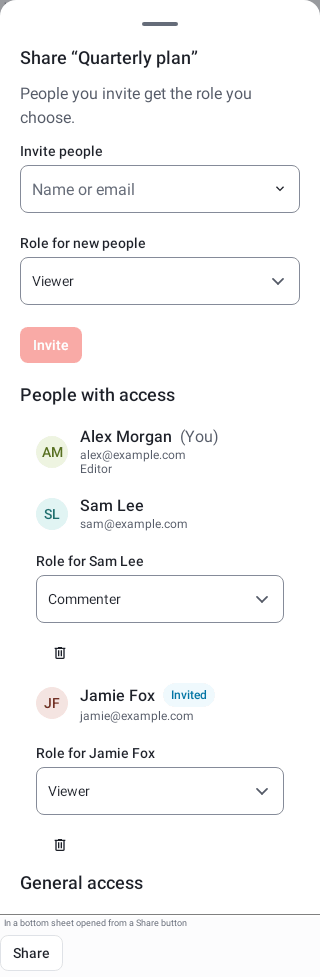 Share “Quarterly plan”
People you invite get the role you
choose.
Invite people
Name or email
Role for new people
Viewer
Invite
People with access
AM
Alex Morgan (You)
alex@example.com
Editor
SL
Sam Lee
sam@example.com
Role for Sam Lee
Commenter
JF
Jamie Fox Invited
jamie@example.com
Role for Jamie Fox
Viewer
General access
In a bottom sheet opened from a Share button
Share